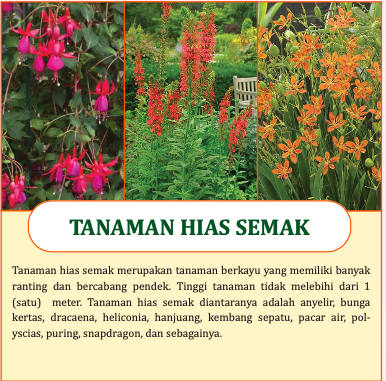 TANAMAN HIAS SEMAK
Tanaman hias semak merupakan tanaman berkayu yang memiliki banyak
ranting dan bercabang pendek. Tinggi tanaman tidak melebihi dari 1
(satu) meter. Tanaman hias semak diantaranya adalah anyelir, bunga
kertas, dracaena, heliconia, hanjuang, kembang sepatu, pacar air, pol-
yscias, puring, snapdragon, dan sebagainya.